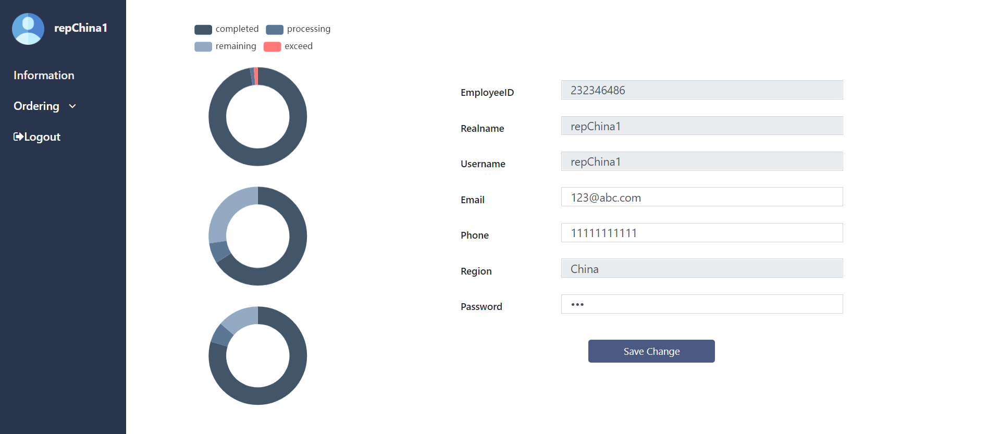 repChina1
Information
Ordering
Logout
completed processing
remaining exceed
EmployeeID 232346486
Realname repChina1
Username repChina1
Email 123@abc.com
Phone 11111111111
Region China
Password •••
Save Change